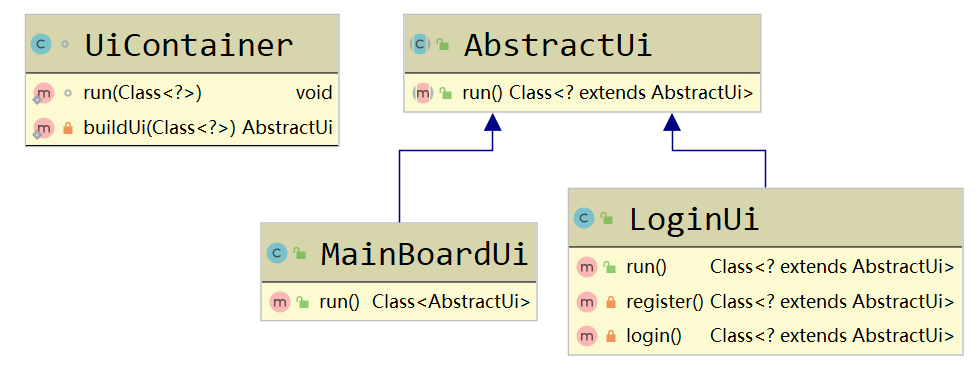 UiContainer
run(Class<?>) void
buildUi(Class<?>) AbstractUi
AbstractUi
run() Class<? extends AbstractUi>
MainBoardUi
run() Class<AbstractUi>
LoginUi
run() Class<? extends AbstractUi>
register() Class<? extends AbstractUi>
login() Class<? extends AbstractUi>